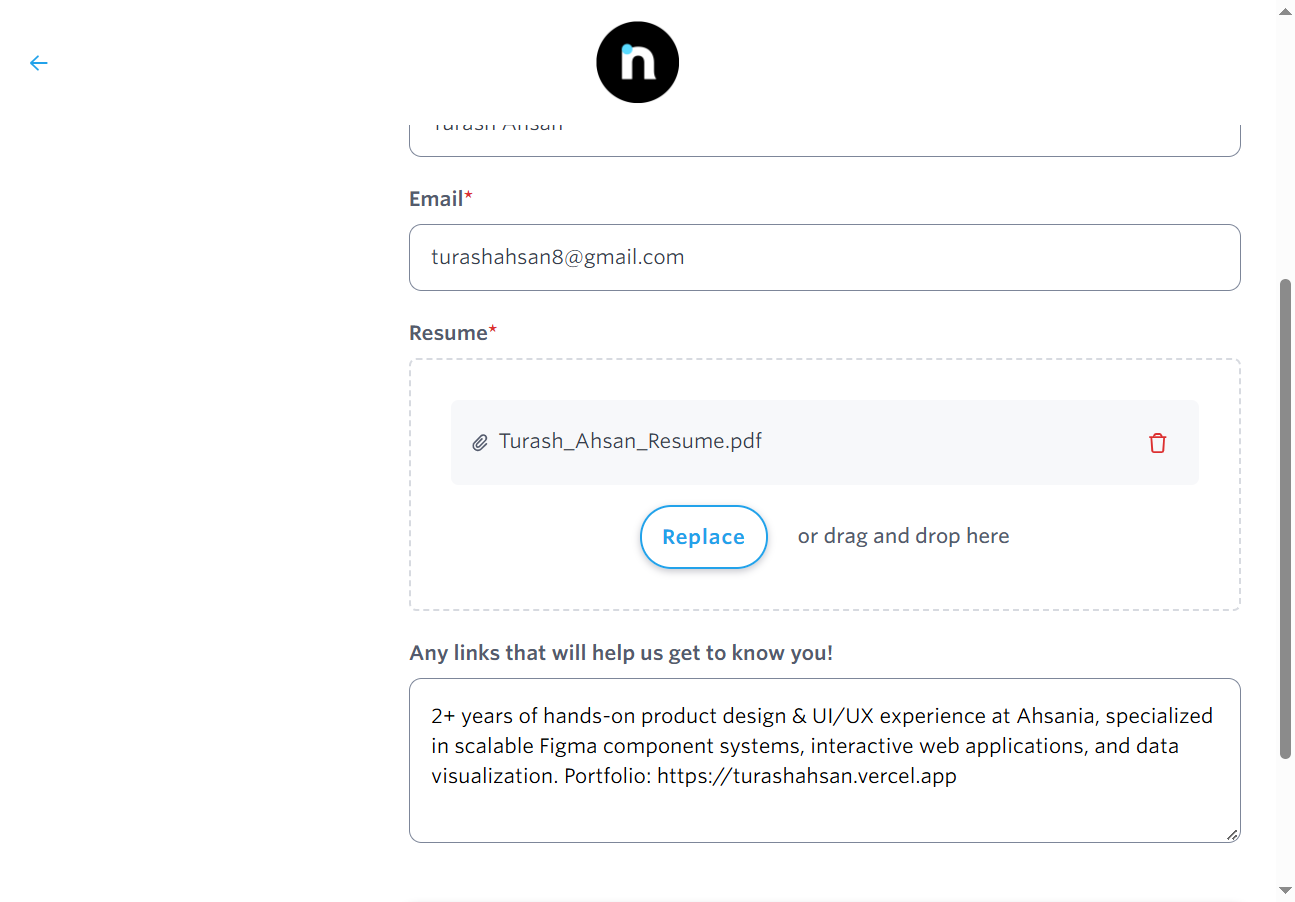 n
Turash Ahsan
Email*
turashahsan8@gmail.com
Resume*
Turash_Ahsan_Resume.pdf
Replace
or drag and drop here
Any links that will help us get to know you!
2+ years of hands-on product design & UI/UX experience at Ahsania, specialized
in scalable Figma component systems, interactive web applications, and data
visualization. Portfolio: https://turashahsan.vercel.app